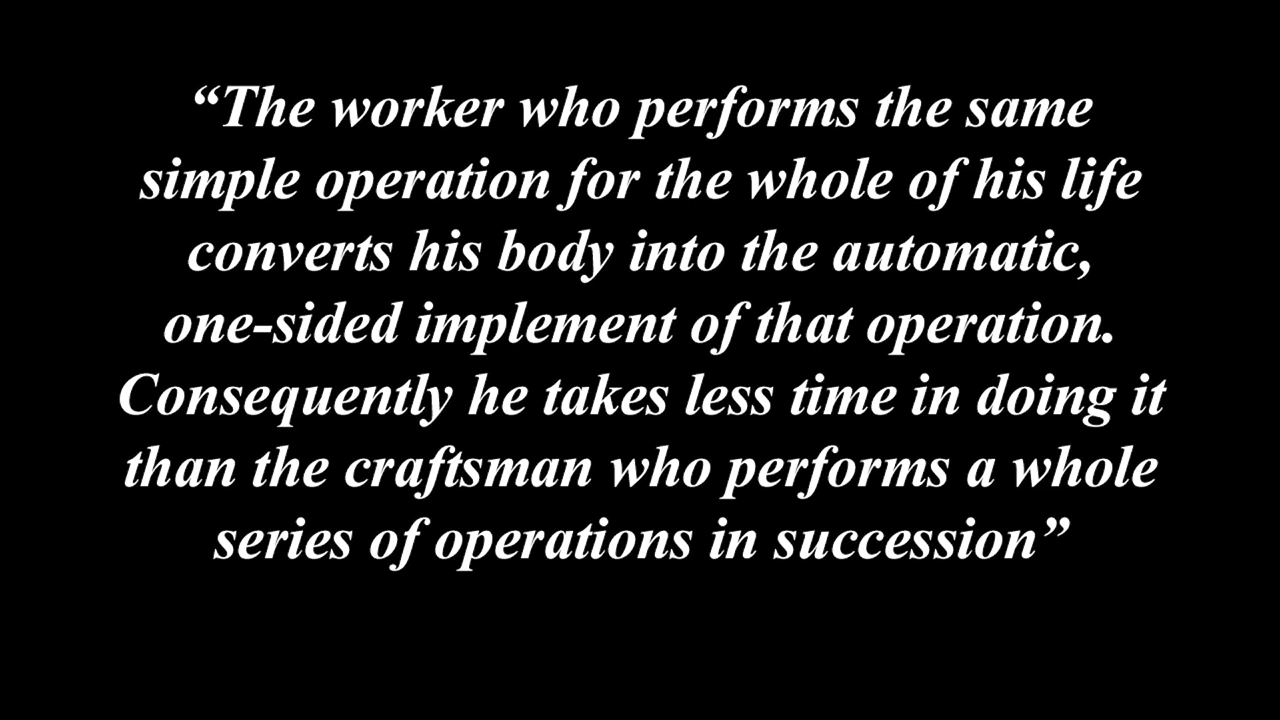 “The worker who performs the same
simple operation for the whole of his life
converts his body into the automatic,
one-sided implement of that operation.
Consequently he takes less time in doing it
than the craftsman who performs a whole
series of operations in succession”